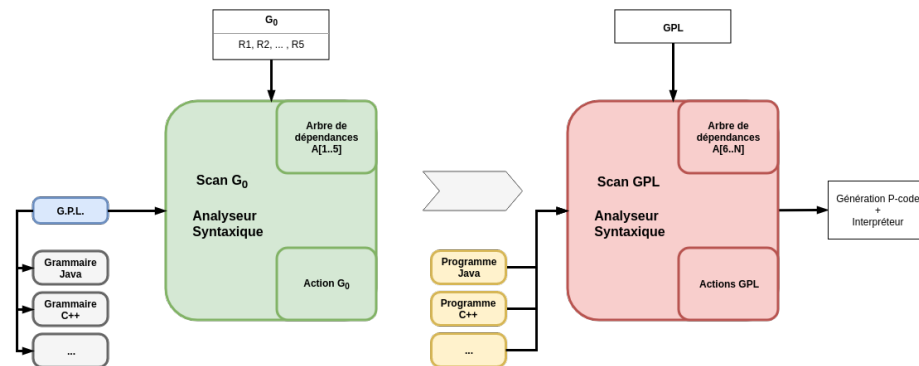 G₀
R1, R2, ... , R5
Arbre de
dépendances
A[1..5]
Scan G₀
Analyseur
Syntaxique
Action G₀
G.P.L.
Grammaire
Java
Grammaire
C++
...
GPL
Arbre de
dépendances
A[6..N]
Scan GPL
Analyseur
Syntaxique
Actions GPL
Programme
Java
Programme
C++
...
Génération P-code
+
Interpréteur